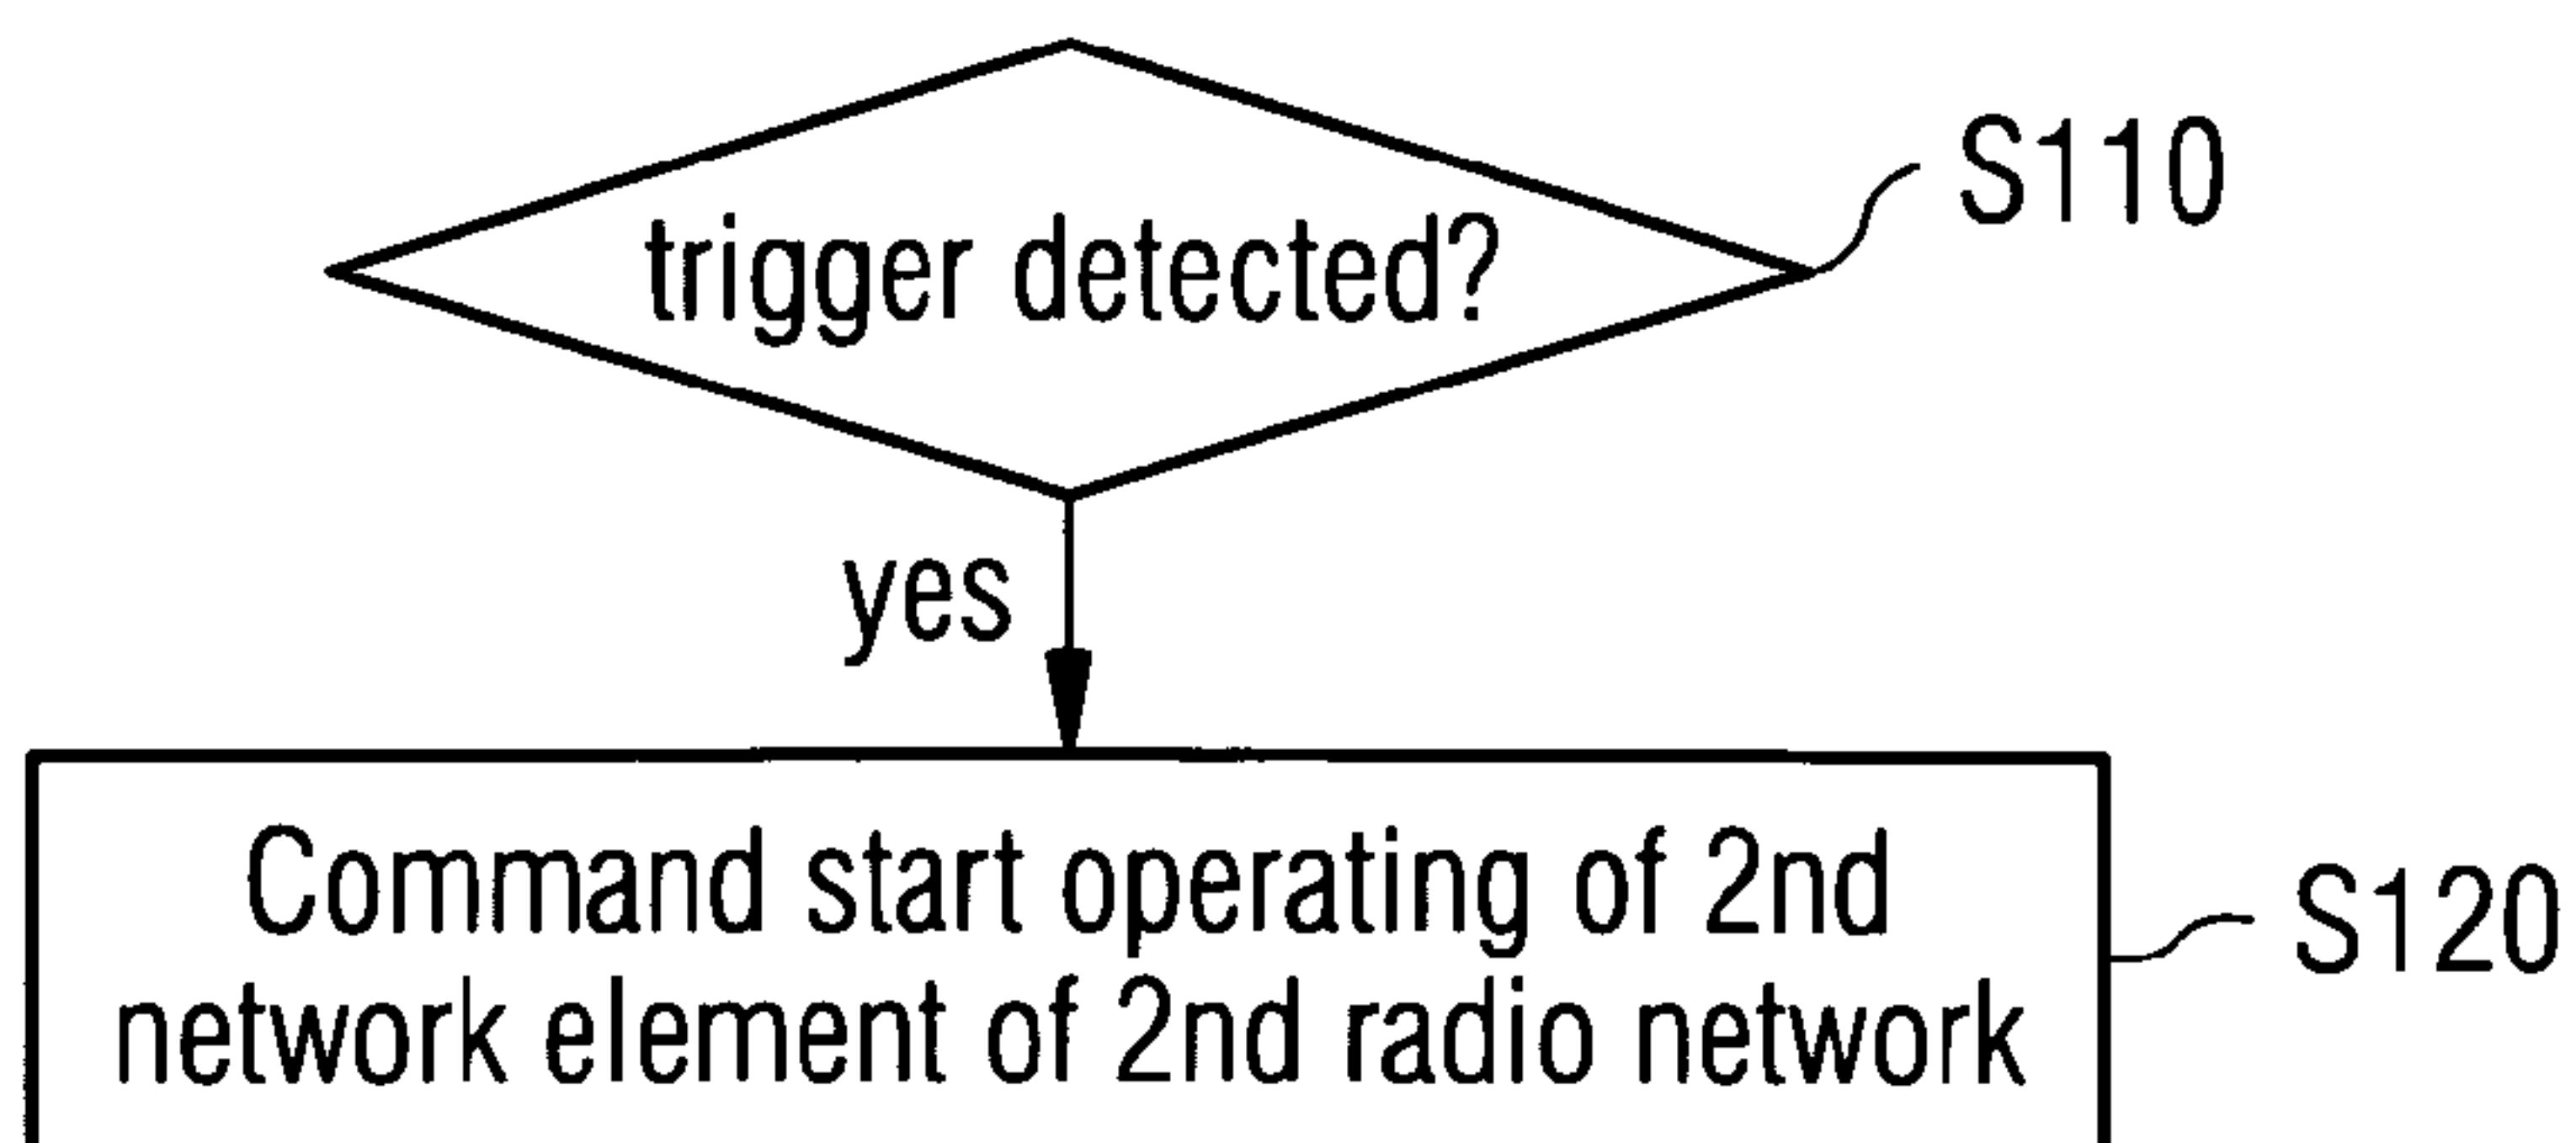 S110
trigger detected?
yes
Command start operating of 2nd
network element of 2nd radio network
S120